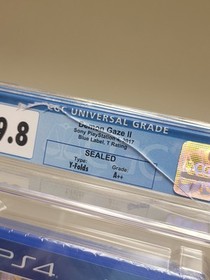 CGC UNIVERSAL GRADE
9.8
Demon Gaze II
Sony PlayStation 4, 2017
Blue Label, T Rating
SEALED
Type:
Y-Folds
Grade:
A++
CGC
PS4